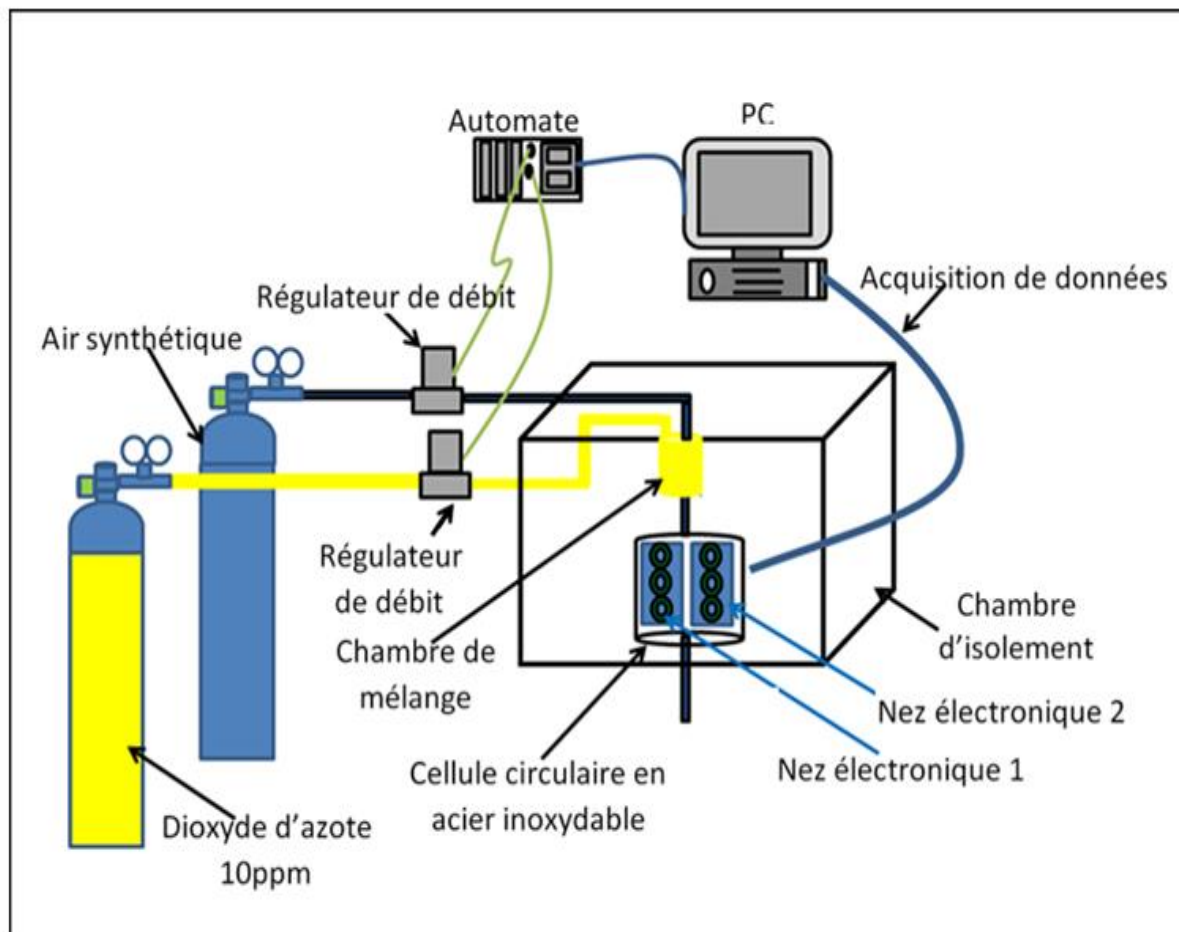 Automate
PC
Acquisition de données
Régulateur de débit
Air synthétique
Régulateur
de débit
Chambre de
mélange
Chambre
d'isolement
Nez électronique 2
Nez électronique 1
Cellule circulaire en
acier inoxydable
Dioxyde d'azote
10ppm